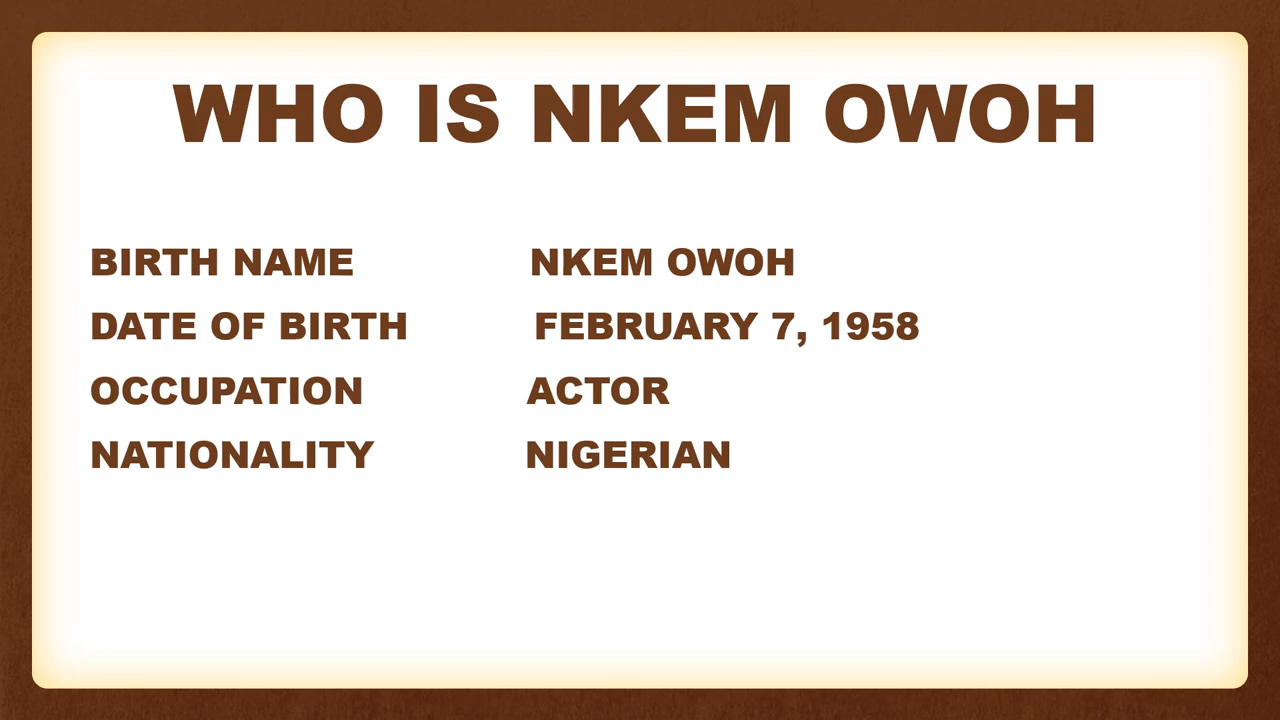 WHO IS NKEM OWOH
BIRTH NAME NKEM OWOH
DATE OF BIRTH FEBRUARY 7, 1958
OCCUPATION ACTOR
NATIONALITY NIGERIAN